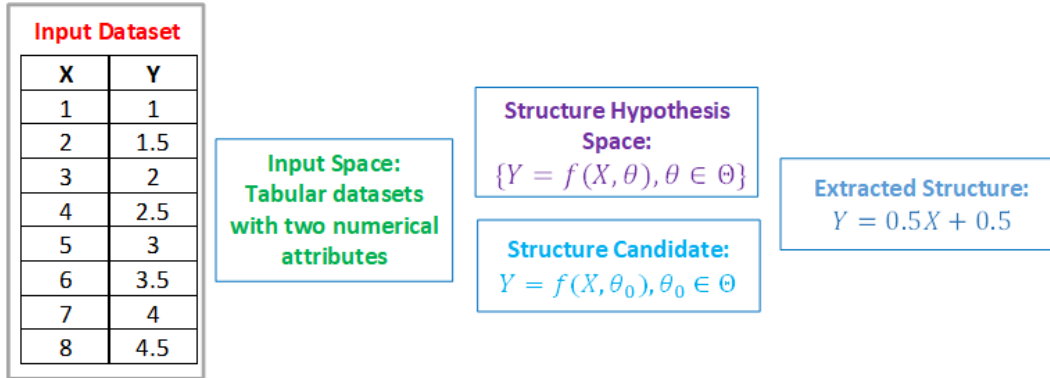 Input Dataset
X Y
1 1
2 1.5
3 2
4 2.5
5 3
6 3.5
7 4
8 4.5
Input Space:
Tabular datasets
with two numerical
attributes
Structure Hypothesis
Space:
{Y = f(X, θ), θ ∈ Θ}
Structure Candidate:
Y = f(X, θ₀), θ₀ ∈ Θ
Extracted Structure:
Y = 0.5X + 0.5